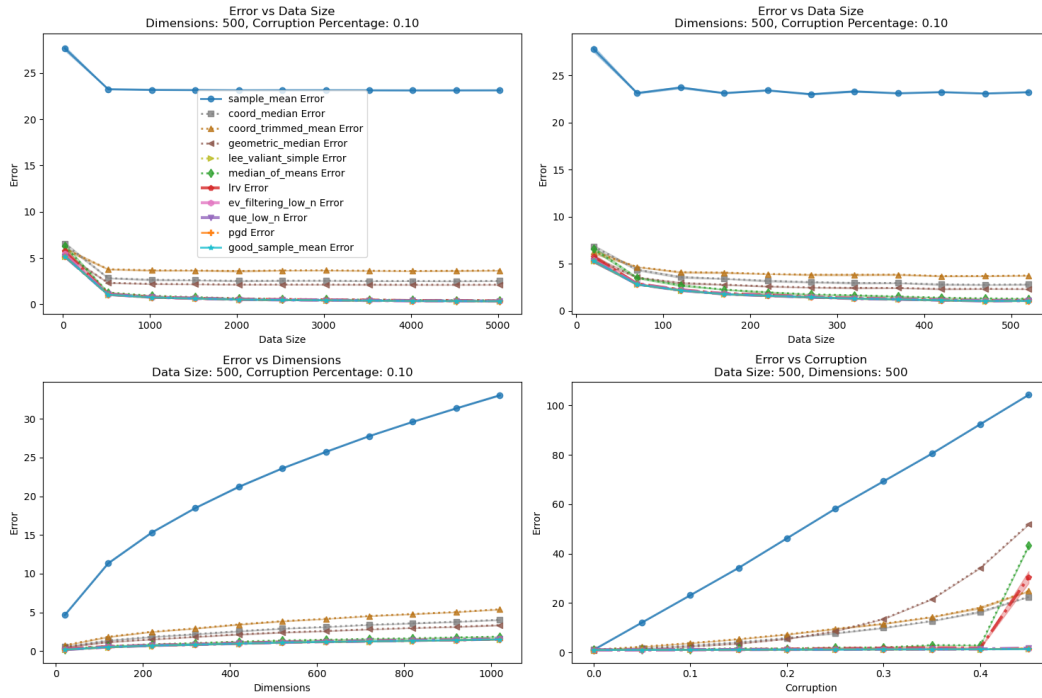 Error vs Data Size
Dimensions: 500, Corruption Percentage: 0.10
25
20
15
10
5
0
Error
sample_mean Error
coord_median Error
coord_trimmed_mean Error
geometric_median Error
lee_valiant_simple Error
median_of_means Error
lrv Error
ev_filtering_low_n Error
que_low_n Error
pgd Error
good_sample_mean Error
0 1000 2000 3000 4000 5000
Data Size
Error vs Data Size
Dimensions: 500, Corruption Percentage: 0.10
25
20
15
10
5
0
Error
0 100 200 300 400 500
Data Size
Error vs Dimensions
Data Size: 500, Corruption Percentage: 0.10
30
25
20
15
10
5
0
Error
0 200 400 600 800 1000
Dimensions
Error vs Corruption
Data Size: 500, Dimensions: 500
100
80
60
40
20
0
Error
0.0 0.1 0.2 0.3 0.4
Corruption